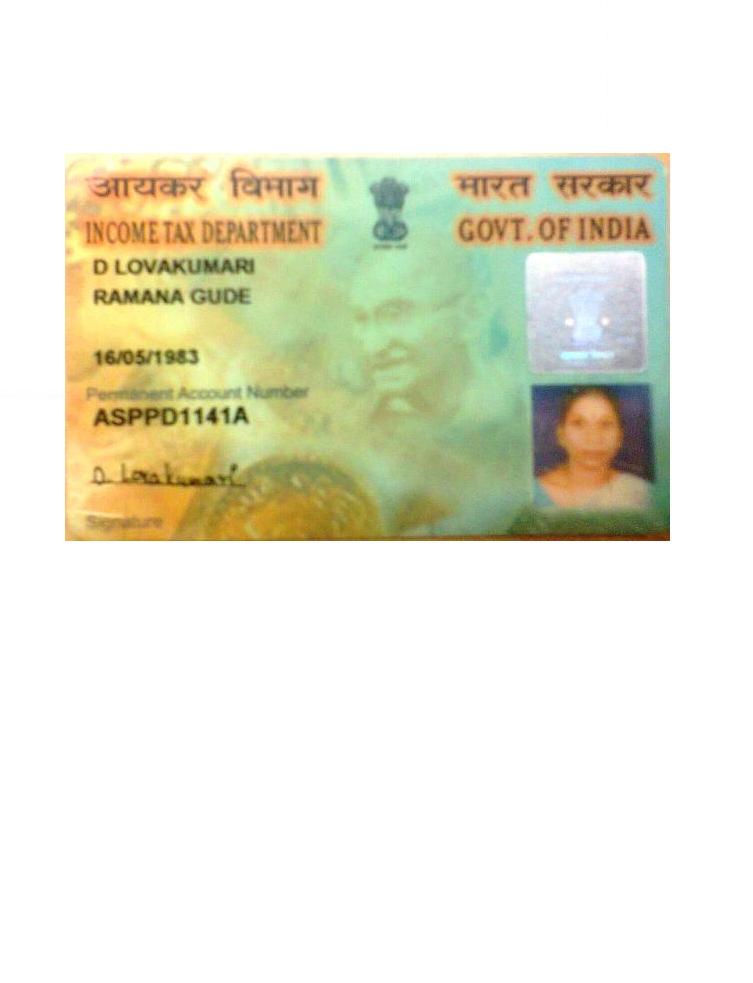 आयकर विभाग भारत सरकार
INCOME TAX DEPARTMENT GOVT. OF INDIA
D LOVAKUMARI
RAMANA GUDE
16/05/1983
Permanent Account Number
ASPPD1141A
D. Lovakumari
Signature